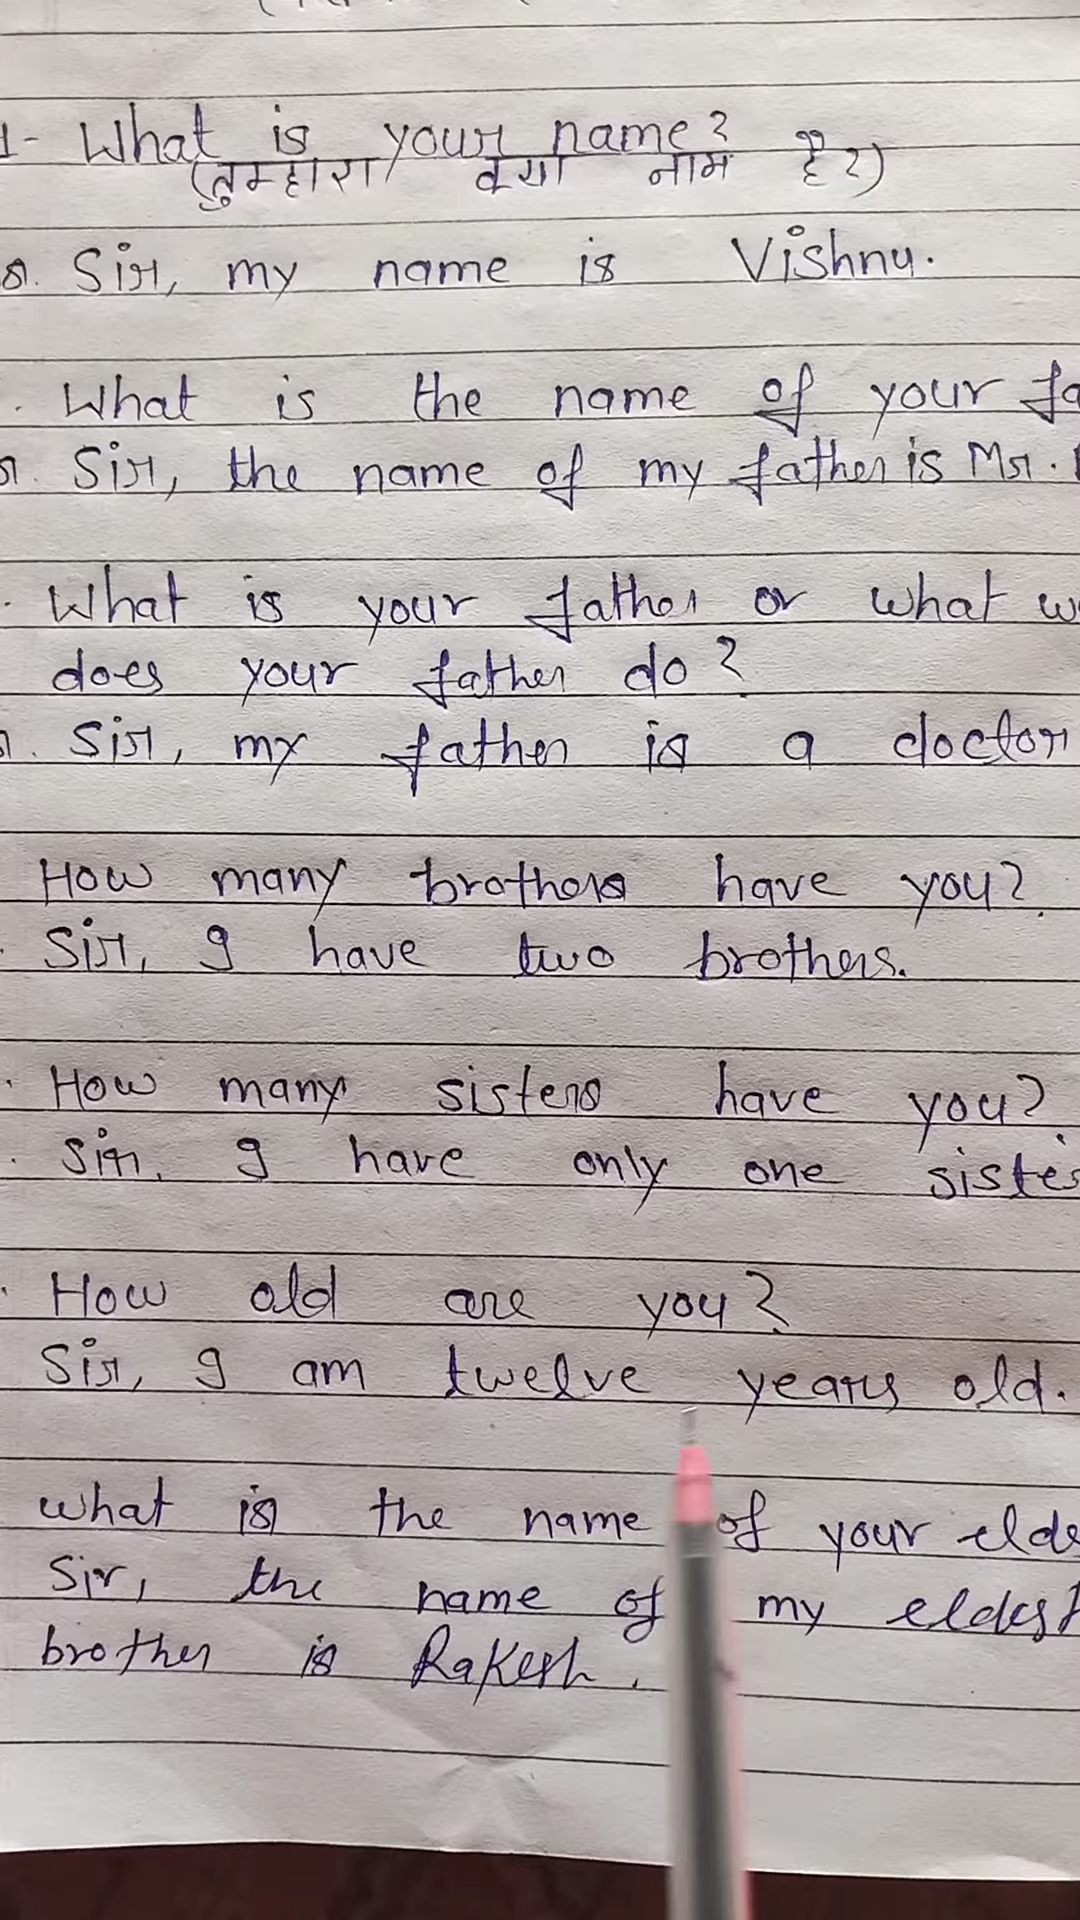 1- What is your name?
(तुम्हारा क्या नाम है?)
Sir, my name is Vishnu.
What is the name of your fa
Sir, the name of my father is Mr.
What is your father or what w
does your father do?
Sir, my father is a doctor
How many brothers have you?
Sir, I have two brothers.
How many sisters have you?
Sir, I have only one siste
How old are you?
Sir, I am twelve years old.
what is the name of your elde
Sir, the name of my eldest
brother is Rakesh.